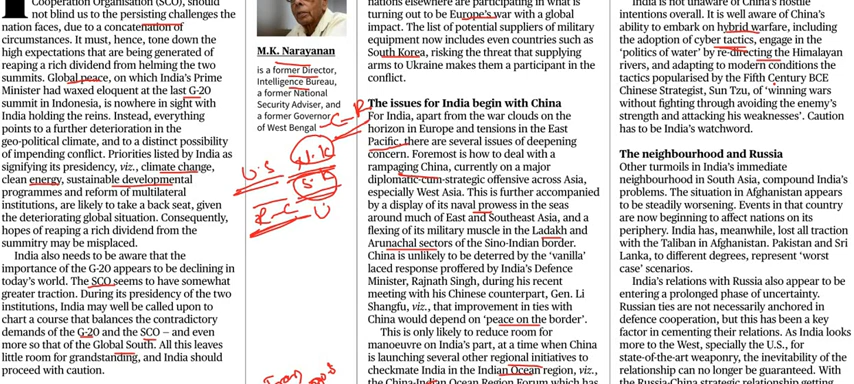 Cooperation Organisation (SCO), should
not blind us to the persisting challenges the
nation faces, due to a concatenation of
circumstances. It must, hence, tone down the
high expectations that are being generated of
reaping a rich dividend from helming the two
summits. Global peace, on which India's Prime
Minister had waxed eloquent at the last G-20
summit in Indonesia, is nowhere in sight with
India holding the reins. Instead, everything
points to a further deterioration in the
geo-political climate, and to a distinct possibility
of impending conflict. Priorities listed by India as
signifying its presidency, viz., climate change,
clean energy, sustainable developmental
programmes and reform of multilateral
institutions, are likely to take a back seat, given
the deteriorating global situation. Consequently,
hopes of reaping a rich dividend from the
summitry may be misplaced.
India also needs to be aware that the
importance of the G-20 appears to be declining in
today's world. The SCO seems to have somewhat
greater traction. During its presidency of the two
institutions, India may well be called upon to
chart a course that balances the contradictory
demands of the G-20 and the SCO – and even
more so that of the Global South. All this leaves
little room for grandstanding, and India should
proceed with caution.
M.K. Narayanan
is a former Director,
Intelligence Bureau,
a former National
Security Adviser, and
a former Governor
of West Bengal
U.S
N.K
S.K
R-C
C-R
Iran
nations elsewhere are participating in what is
turning out to be Europe's war with a global
impact. The list of potential suppliers of military
equipment now includes even countries such as
South Korea, risking the threat that supplying
arms to Ukraine makes them a participant in the
conflict.
The issues for India begin with China
For India, apart from the war clouds on the
horizon in Europe and tensions in the East
Pacific, there are several issues of deepening
concern. Foremost is how to deal with a
rampaging China, currently on a major
diplomatic-cum-strategic offensive across Asia,
especially West Asia. This is further accompanied
by a display of its naval prowess in the seas
around much of East and Southeast Asia, and a
flexing of its military muscle in the Ladakh and
Arunachal sectors of the Sino-Indian border.
China is unlikely to be deterred by the 'vanilla'
laced response proffered by India's Defence
Minister, Rajnath Singh, during his recent
meeting with his Chinese counterpart, Gen. Li
Shangfu, viz., that improvement in ties with
China would depend on 'peace on the border'.
This is only likely to reduce room for
manoeuvre on India's part, at a time when China
is launching several other regional initiatives to
checkmate India in the Indian Ocean region, viz.,
the China-Indian Ocean Region Forum which has
India is not unaware of China's hostile
intentions overall. It is well aware of China's
ability to embark on hybrid warfare, including
the adoption of cyber tactics, engage in the
'politics of water' by re-directing the Himalayan
rivers, and adapting to modern conditions the
tactics popularised by the Fifth Century BCE
Chinese Strategist, Sun Tzu, of 'winning wars
without fighting through avoiding the enemy's
strength and attacking his weaknesses'. Caution
has to be India's watchword.
The neighbourhood and Russia
Other turmoils in India's immediate
neighbourhood in South Asia, compound India's
problems. The situation in Afghanistan appears
to be steadily worsening. Events in that country
are now beginning to affect nations on its
periphery. India has, meanwhile, lost all traction
with the Taliban in Afghanistan. Pakistan and Sri
Lanka, to different degrees, represent 'worst
case' scenarios.
India's relations with Russia also appear to be
entering a prolonged phase of uncertainty.
Russian ties are not necessarily anchored in
defence cooperation, but this has been a key
factor in cementing their relations. As India looks
more to the West, specially the U.S., for
state-of-the-art weaponry, the inevitability of the
relationship can no longer be guaranteed. With
the Russia-China strategic relationship getting